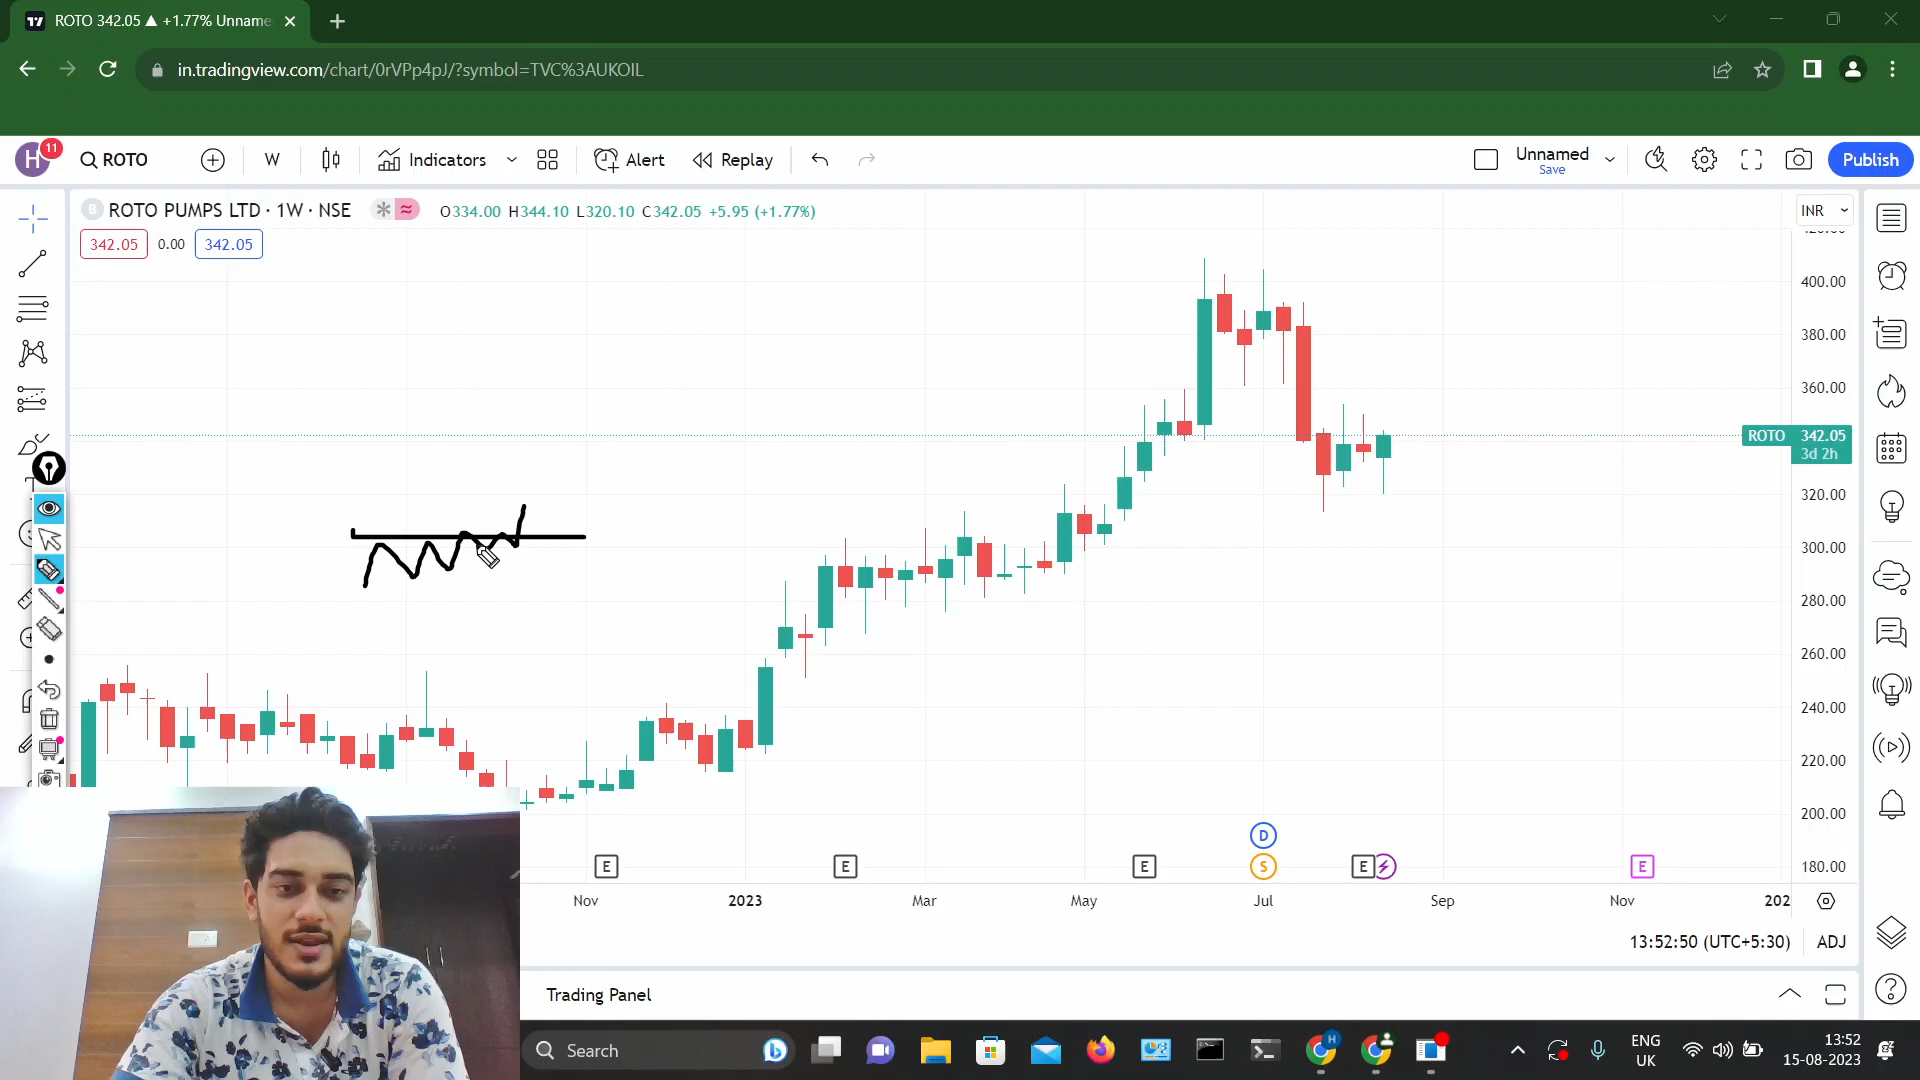 ROTO 342.05 ▲ +1.77% Unname
in.tradingview.com/chart/0rVPp4pJ/?symbol=TVC%3AUKOIL
H 11 ROTO W Indicators Alert Replay Unnamed Publish
Save
B ROTO PUMPS LTD · 1W · NSE O334.00 H344.10 L320.10 C342.05 +5.95 (+1.77%) INR
342.05 0.00 342.05
400.00
380.00
360.00
ROTO 342.05
3d 2h
320.00
300.00
280.00
260.00
240.00
220.00
200.00
D
E E E S E E
180.00
Nov 2023 Mar May Jul Sep Nov 202
13:52:50 (UTC+5:30) ADJ
Trading Panel
Search H ENG 13:52
UK 15-08-2023